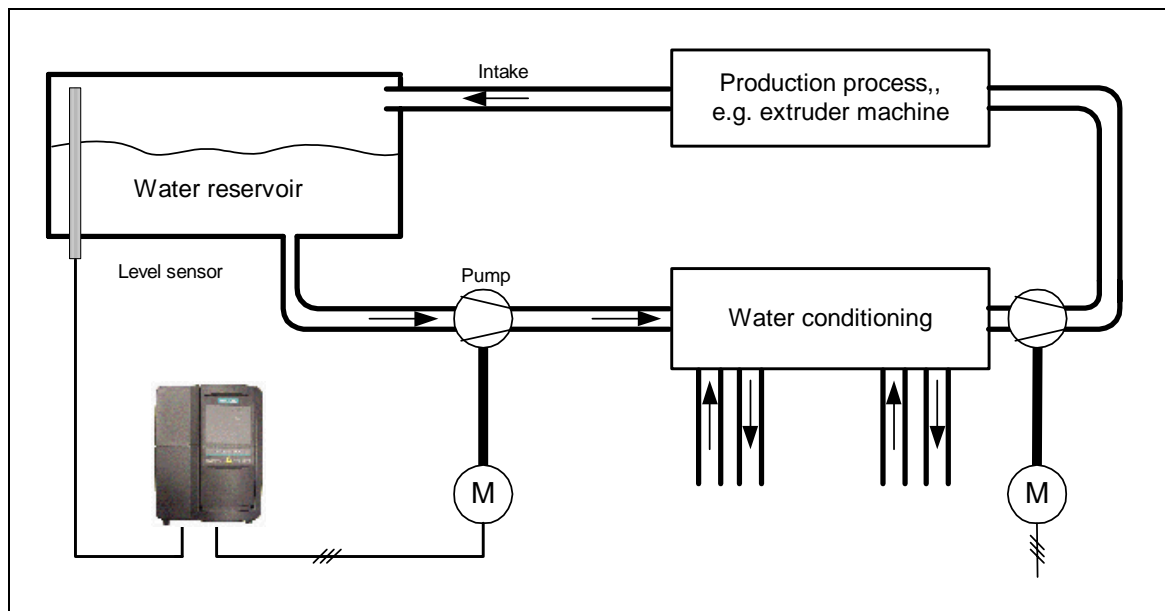 Intake
Production process,,
e.g. extruder machine
Water reservoir
Level sensor
Pump
Water conditioning
M
M